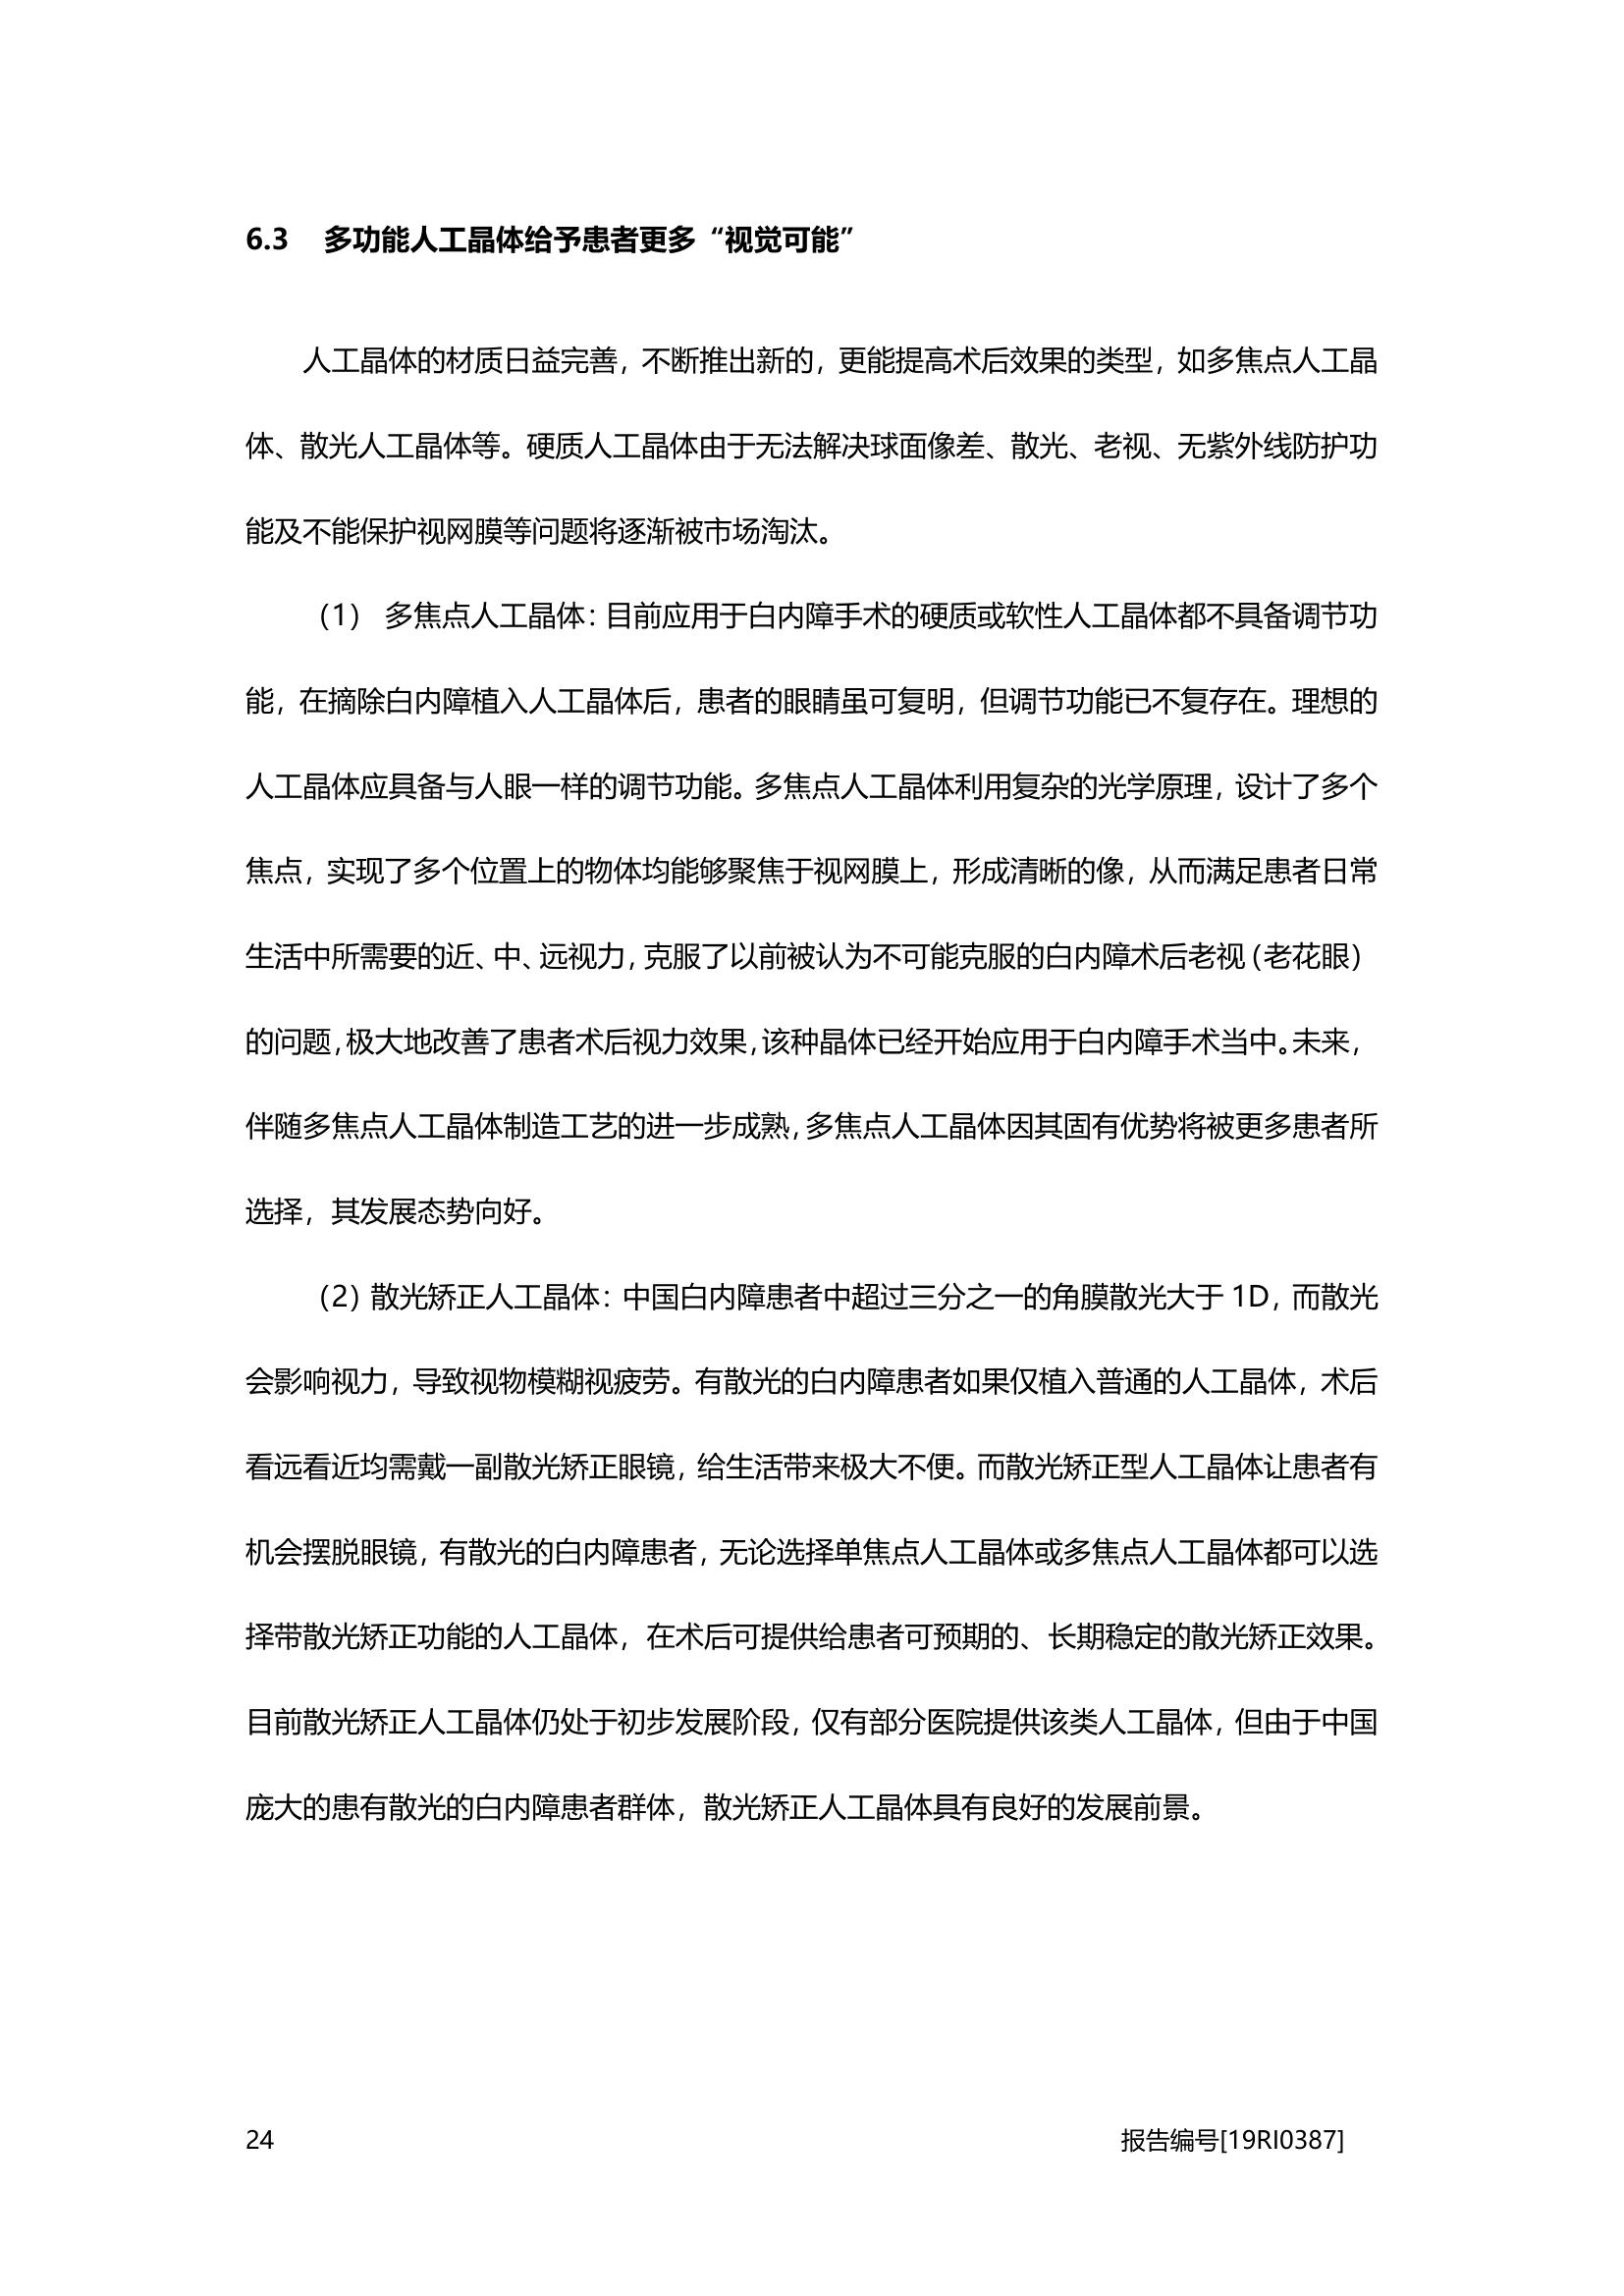 6.3 多功能人工晶体给予患者更多“视觉可能”
人工晶体的材质日益完善，不断推出新的，更能提高术后效果的类型，如多焦点人工晶
体、散光人工晶体等。硬质人工晶体由于无法解决球面像差、散光、老视、无紫外线防护功
能及不能保护视网膜等问题将逐渐被市场淘汰。
（1） 多焦点人工晶体：目前应用于白内障手术的硬质或软性人工晶体都不具备调节功
能，在摘除白内障植入人工晶体后，患者的眼睛虽可复明，但调节功能已不复存在。理想的
人工晶体应具备与人眼一样的调节功能。多焦点人工晶体利用复杂的光学原理，设计了多个
焦点，实现了多个位置上的物体均能够聚焦于视网膜上，形成清晰的像，从而满足患者日常
生活中所需要的近、中、远视力，克服了以前被认为不可能克服的白内障术后老视（老花眼）
的问题，极大地改善了患者术后视力效果，该种晶体已经开始应用于白内障手术当中。未来，
伴随多焦点人工晶体制造工艺的进一步成熟，多焦点人工晶体因其固有优势将被更多患者所
选择，其发展态势向好。
（2）散光矫正人工晶体：中国白内障患者中超过三分之一的角膜散光大于 1D，而散光
会影响视力，导致视物模糊视疲劳。有散光的白内障患者如果仅植入普通的人工晶体，术后
看远看近均需戴一副散光矫正眼镜，给生活带来极大不便。而散光矫正型人工晶体让患者有
机会摆脱眼镜，有散光的白内障患者，无论选择单焦点人工晶体或多焦点人工晶体都可以选
择带散光矫正功能的人工晶体，在术后可提供给患者可预期的、长期稳定的散光矫正效果。
目前散光矫正人工晶体仍处于初步发展阶段，仅有部分医院提供该类人工晶体，但由于中国
庞大的患有散光的白内障患者群体，散光矫正人工晶体具有良好的发展前景。
24 报告编号[19RI0387]